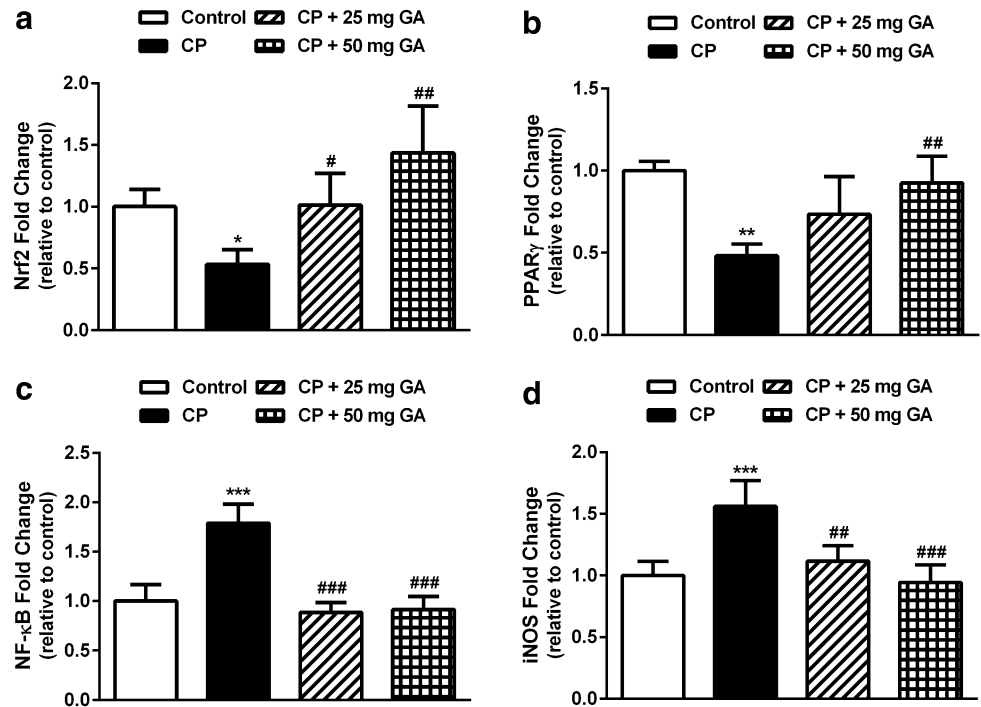 a
Control CP + 25 mg GA
CP CP + 50 mg GA
Nrf2 Fold Change
(relative to control)
2.0
1.5
1.0
0.5
0.0
*
#
##
b
Control CP + 25 mg GA
CP CP + 50 mg GA
PPARγ Fold Change
(relative to control)
1.5
1.0
0.5
0.0
**
##
c
Control CP + 25 mg GA
CP CP + 50 mg GA
NF-κB Fold Change
(relative to control)
2.5
2.0
1.5
1.0
0.5
0.0
***
###
###
d
Control CP + 25 mg GA
CP CP + 50 mg GA
iNOS Fold Change
(relative to control)
2.0
1.5
1.0
0.5
0.0
***
##
###